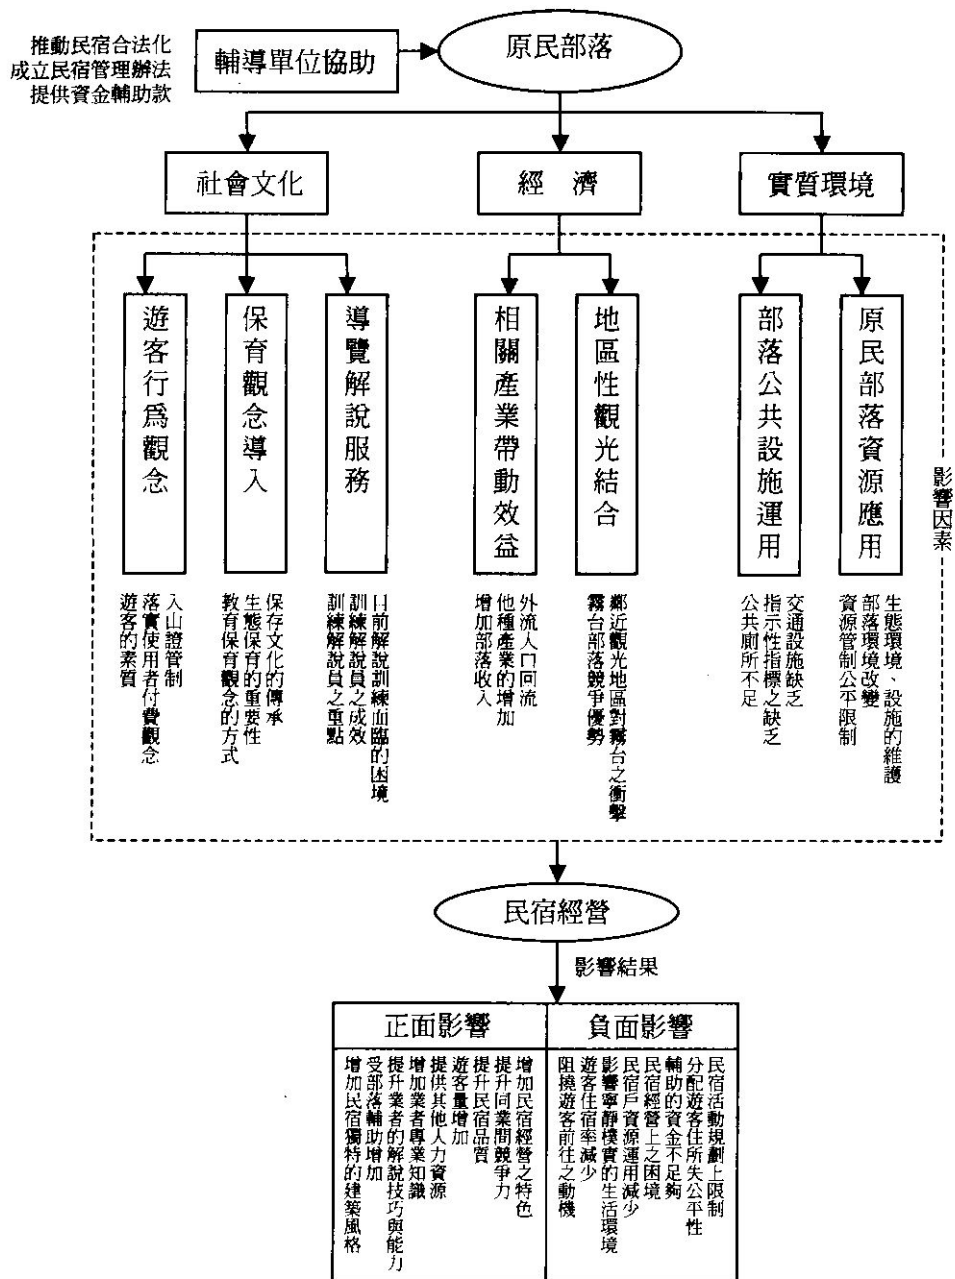 推動民宿合法化
成立民宿管理辦法
提供資金輔助款
輔導單位協助
原民部落
社會文化
經濟
實質環境
遊客行為觀念
保育觀念導入
導覽解說服務
相關產業帶動效益
地區性觀光結合
部落公共設施運用
原民部落資源應用
影響因素
入山證管制
落實使用者付費觀念
遊客的素質
保存文化的傳承
生態保育的重要性
教育保育觀念的方式
目前解說訓練面臨的困境
訓練解說員之成效
訓練解說員之重點
外流人口回流
他種產業的增加
增加部落收入
鄰近觀光地區對霧台之衝擊
霧台部落競爭優勢
交通設施缺乏
指示性指標之缺乏
公共廁所不足
生態環境、設施的維護
部落環境改變
資源管制公平限制
民宿經營
影響結果
正面影響
負面影響
增加民宿經營之特色
提升同業間競爭力
提升民宿品質
遊客量增加
提供其他人力資源
增加業者專業知識
提升業者的解說技巧與能力
受部落輔助增加
增加民宿獨特的建築風格
民宿活動規劃上限制
分配遊客住所失公平性
輔助的資金不足夠
民宿經營上之困境
民宿戶資源運用減少
影響寧靜樸實的生活環境
遊客住宿率減少
阻撓遊客前往之動機